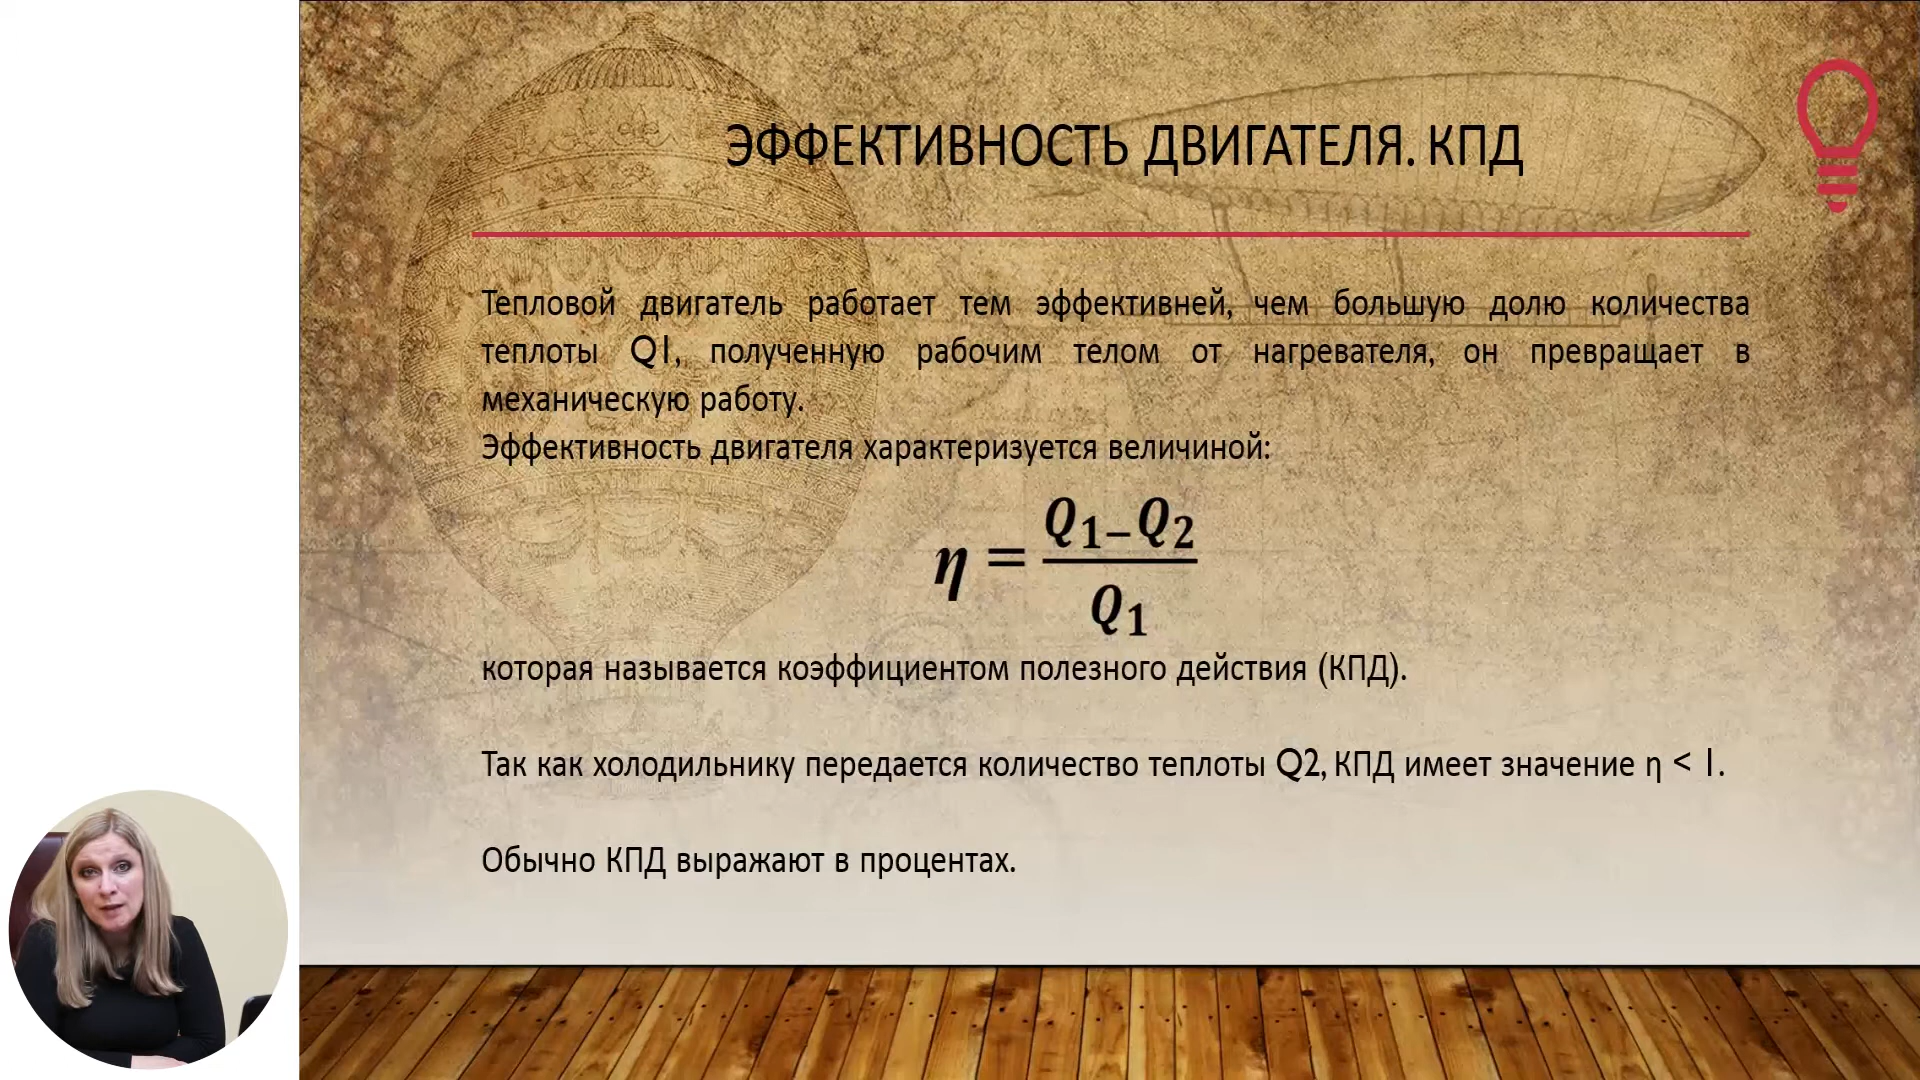 ЭФФЕКТИВНОСТЬ ДВИГАТЕЛЯ. КПД
Тепловой двигатель работает тем эффективней, чем большую долю количества
теплоты Q1, полученную рабочим телом от нагревателя, он превращает в
механическую работу.
Эффективность двигателя характеризуется величиной:
η = (Q₁₋Q₂) / Q₁
которая называется коэффициентом полезного действия (КПД).
Так как холодильнику передается количество теплоты Q2, КПД имеет значение η < 1.
Обычно КПД выражают в процентах.